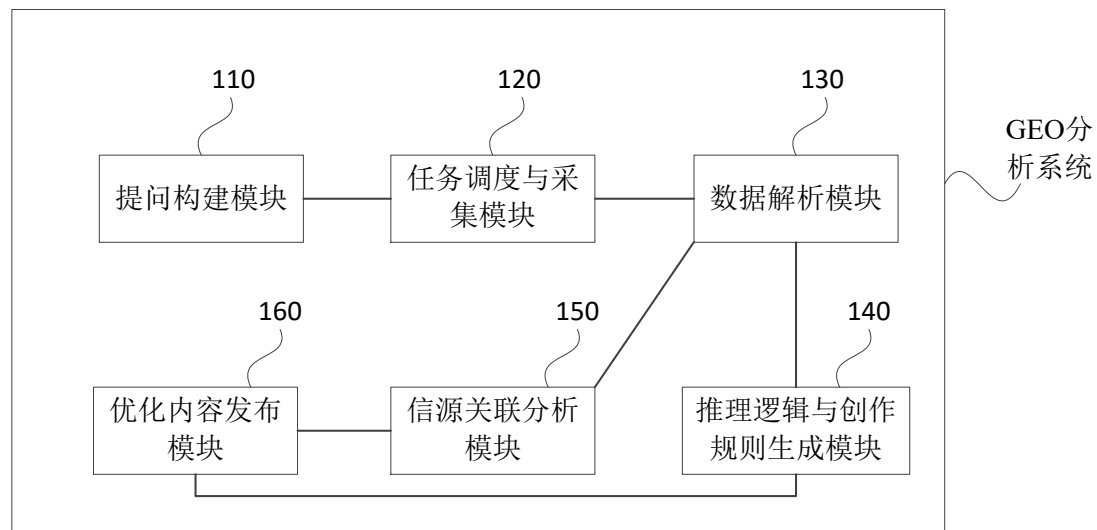 110
120
130
GEO分
析系统
提问构建模块
任务调度与采
集模块
数据解析模块
160
150
140
优化内容发布
模块
信源关联分析
模块
推理逻辑与创作
规则生成模块